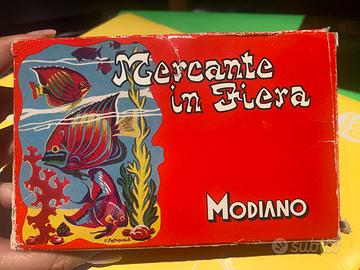 Mercante
in Fiera
MODIANO
subito